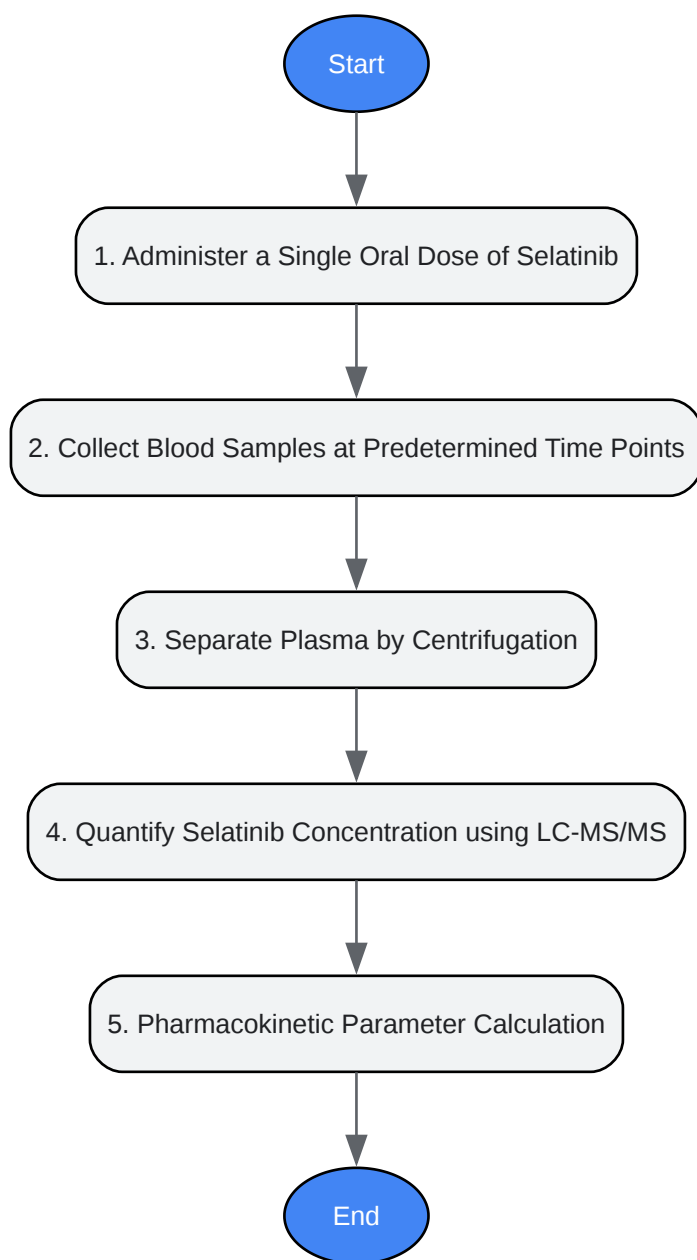 Start
1. Administer a Single Oral Dose of Selatinib
2. Collect Blood Samples at Predetermined Time Points
3. Separate Plasma by Centrifugation
4. Quantify Selatinib Concentration using LC-MS/MS
5. Pharmacokinetic Parameter Calculation
End